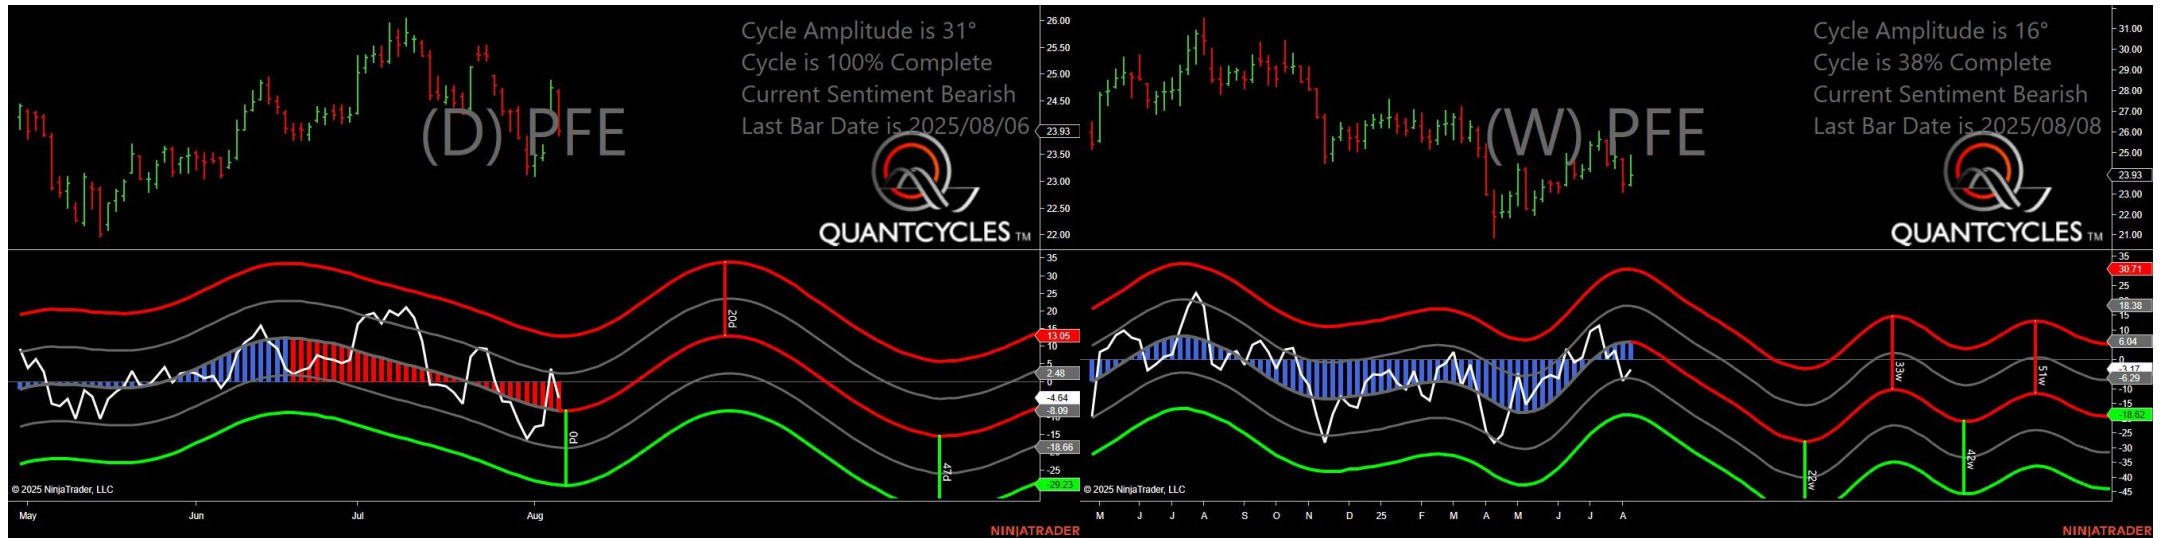 Cycle Amplitude is 31°
Cycle is 100% Complete
Current Sentiment Bearish
Last Bar Date is 2025/08/06
(D) PFE
QUANTCYCLES TM
26.00
25.50
25.00
24.50
23.93
23.50
23.00
22.50
22.00
35
30
25
20
15
13.05
10
5
2.48
0
-4.64
-8.09
-10
-15
-18.66
-25
-29.23
20d
0d
47d
© 2025 NinjaTrader, LLC
May Jun Jul Aug
NINJATRADER
Cycle Amplitude is 16°
Cycle is 38% Complete
Current Sentiment Bearish
Last Bar Date is 2025/08/08
(W) PFE
QUANTCYCLES TM
31.00
30.00
29.00
28.00
27.00
26.00
25.00
23.93
23.00
22.00
21.00
35
30.71
25
18.38
15
10
6.04
0
-3.17
-6.29
-15
-18.62
-25
-30
-35
-40
-45
33w
51w
22w
42w
© 2025 NinjaTrader, LLC
M J J A S O N D 25 F M A M J J A
NINJATRADER